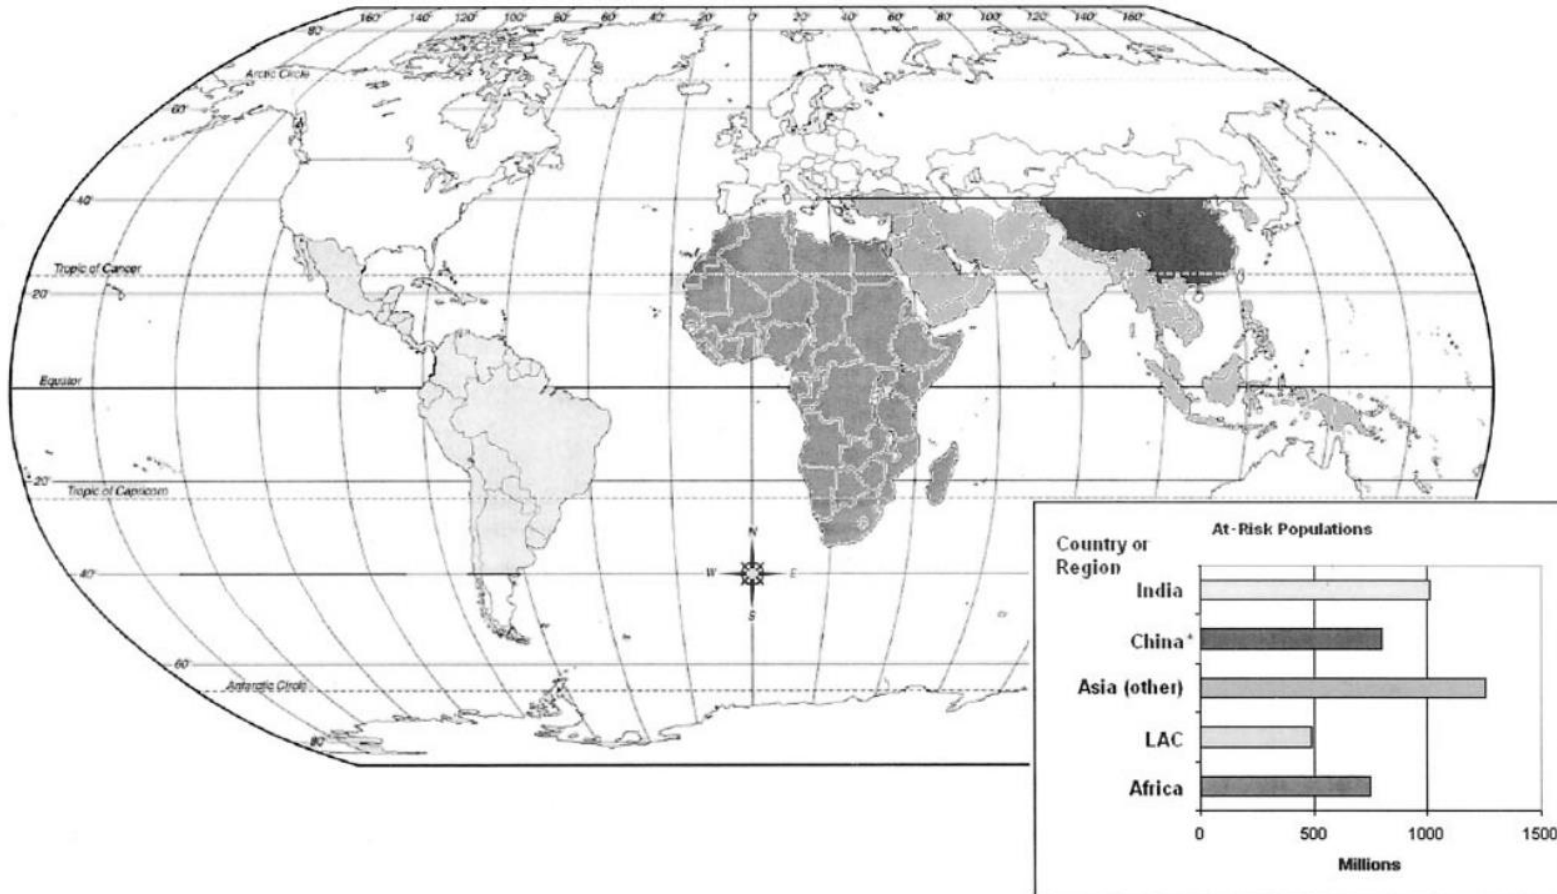 160° 140° 120° 100° 80° 60° 40° 20° 0° 20° 40° 60° 80° 100° 120° 140° 160°
80°
Arctic Circle
60°
40°
Tropic of Cancer
20°
Equator
20°
Tropic of Capricorn
N
40°
W E
S
60°
Antarctic Circle
80°
At-Risk Populations
Country or
Region
India
China*
Asia (other)
LAC
Africa
0 500 1000 1500
Millions